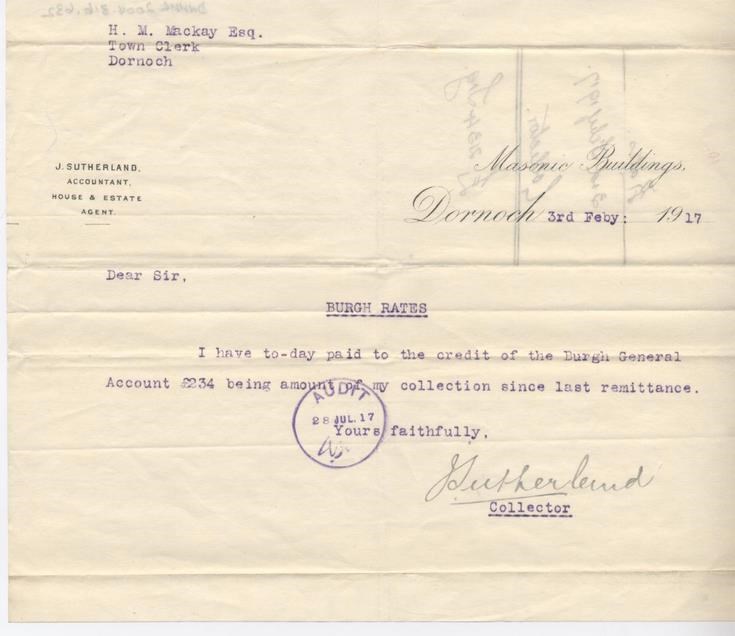 H. M. Mackay Esq.
Town Clerk
Dornoch
J. SUTHERLAND,
ACCOUNTANT,
HOUSE & ESTATE
AGENT.
Masonic Buildings,
Dornoch 3rd Feby: 1917
Dear Sir,
BURGH RATES
I have to-day paid to the credit of the Burgh General
Account £234 being amount of my collection since last remittance.
AUDIT
28 JUL.17
Yours faithfully,
JSutherland
Collector